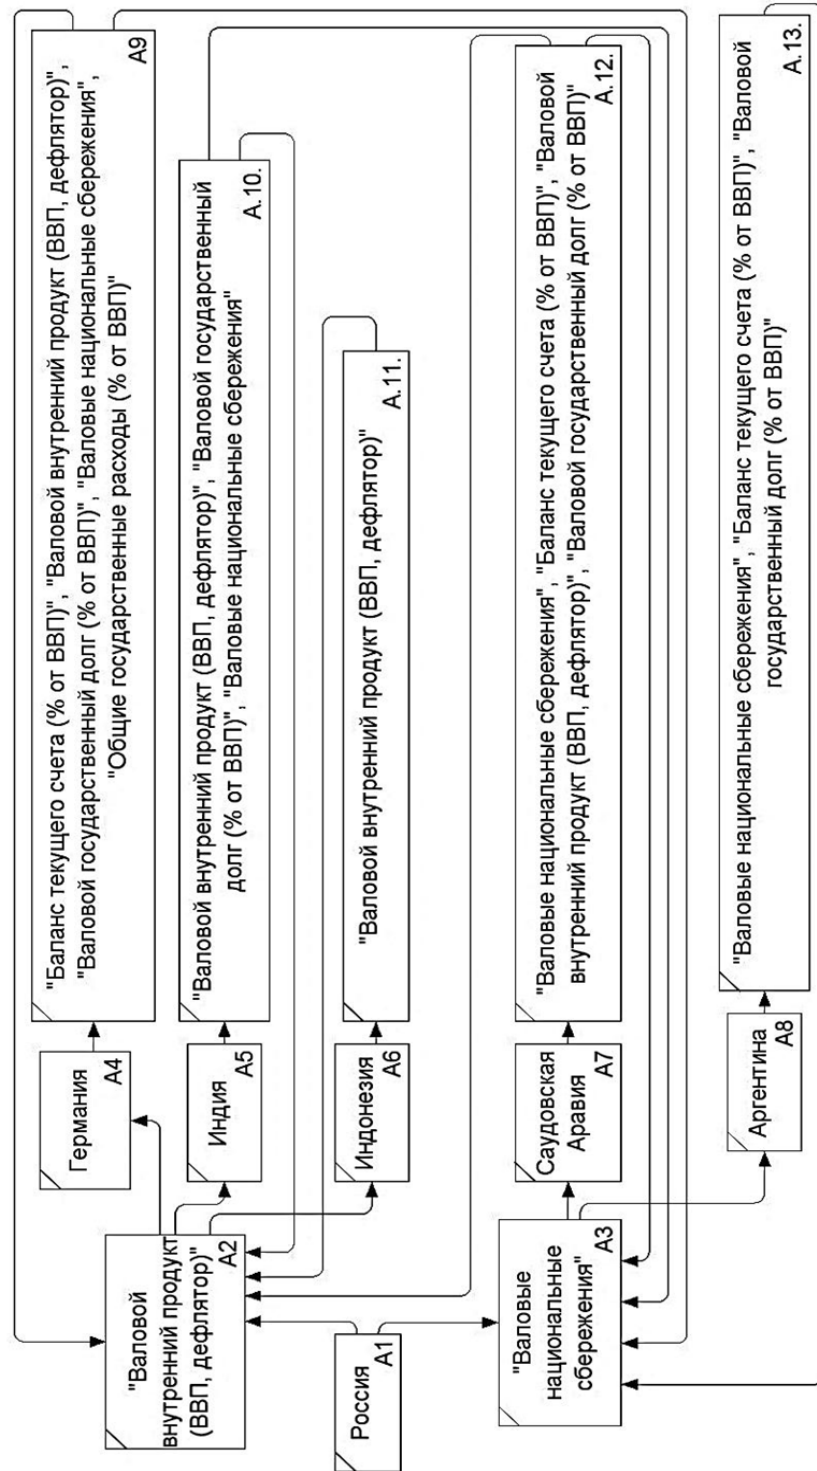 "Баланс текущего счета (% от ВВП)", "Валовой внутренний продукт (ВВП, дефлятор)",
"Валовой государственный долг (% от ВВП)", "Валовые национальные сбережения",
"Общие государственные расходы (% от ВВП)"
A9
"Валовой внутренний продукт (ВВП, дефлятор)", "Валовой государственный
долг (% от ВВП)", "Валовые национальные сбережения"
A.10.
"Валовой внутренний продукт (ВВП, дефлятор)"
A.11.
"Валовые национальные сбережения", "Баланс текущего счета (% от ВВП)", "Валовой
внутренний продукт (ВВП, дефлятор)", "Валовой государственный долг (% от ВВП)"
A.12.
"Валовые национальные сбережения", "Баланс текущего счета (% от ВВП)", "Валовой
государственный долг (% от ВВП)"
A.13.
Германия
A4
Индия
A5
Индонезия
A6
Саудовская
Аравия
A7
Аргентина
A8
"Валовой
внутренний продукт
(ВВП, дефлятор)"
A2
"Валовые
национальные
сбережения"
A3
Россия
A1